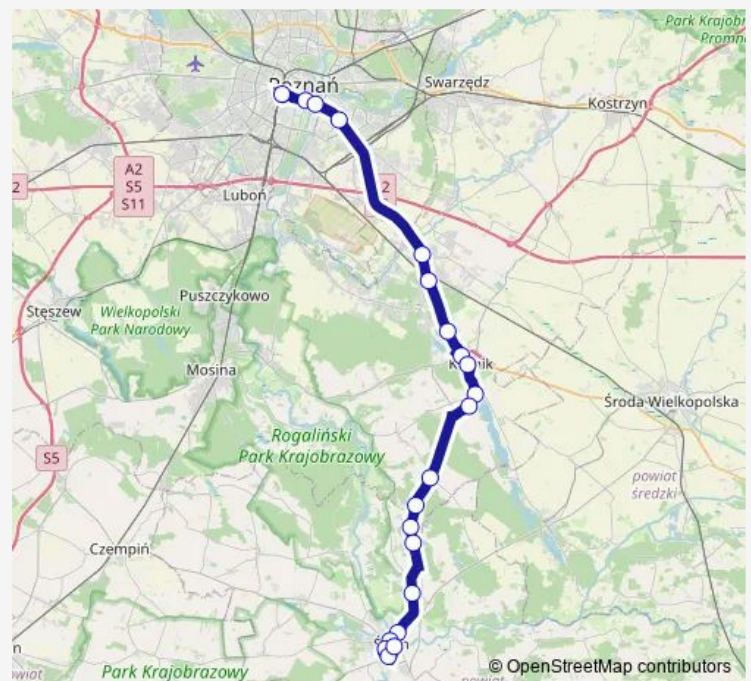 Park Krajobr
Promn
Poznań
Swarzędz
Kostrzyn
A2
S5
S11
2
2
Luboń
Puszczykowo
Stęszew
Wielkopolski
Park Narodowy
Mosina
Środa Wielkopolska
Rogaliński
Park Krajobrazowy
S5
powiat
średzki
Czempiń
Park Krajobrazowy
© OpenStreetMap contributors